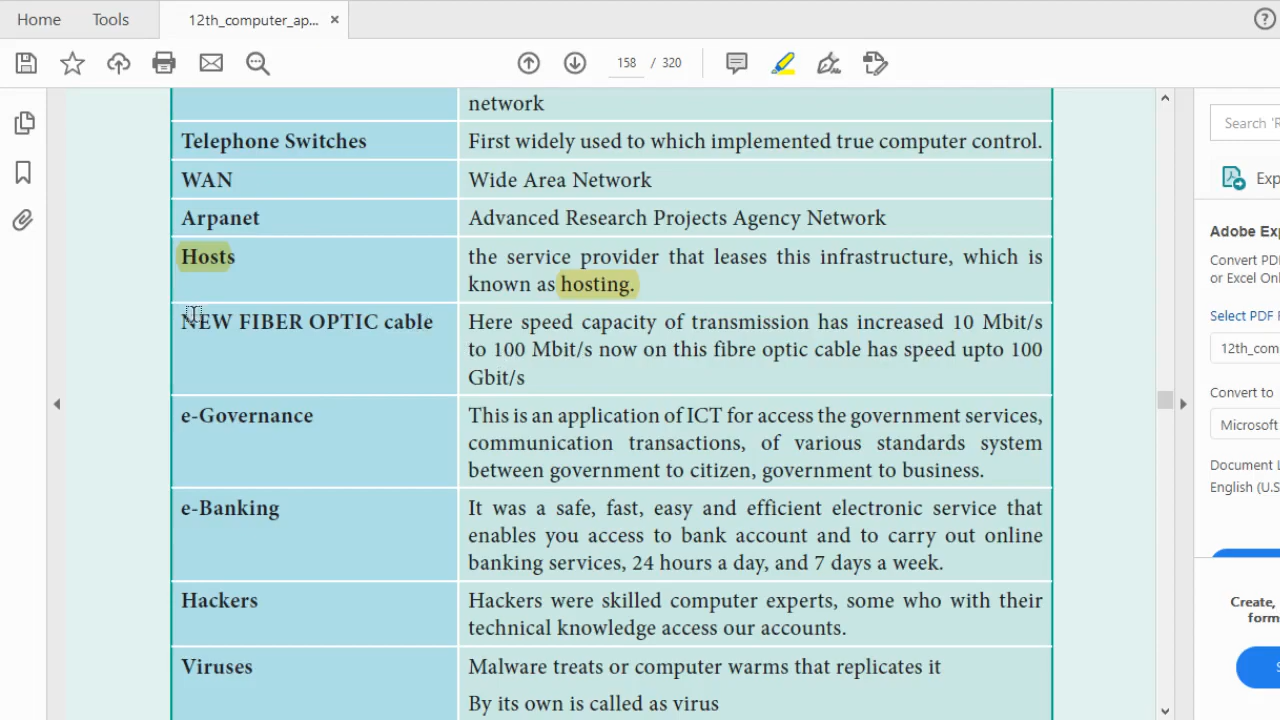 Home
Tools
12th_computer_ap...
158 / 320
Search 'R
network
Telephone Switches
First widely used to which implemented true computer control.
WAN
Wide Area Network
Arpanet
Advanced Research Projects Agency Network
Hosts
the service provider that leases this infrastructure, which is
known as hosting.
NEW FIBER OPTIC cable
Here speed capacity of transmission has increased 10 Mbit/s
to 100 Mbit/s now on this fibre optic cable has speed upto 100
Gbit/s
e-Governance
This is an application of ICT for access the government services,
communication transactions, of various standards system
between government to citizen, government to business.
e-Banking
It was a safe, fast, easy and efficient electronic service that
enables you access to bank account and to carry out online
banking services, 24 hours a day, and 7 days a week.
Hackers
Hackers were skilled computer experts, some who with their
technical knowledge access our accounts.
Viruses
Malware treats or computer warms that replicates it
By its own is called as virus
Exp
Adobe Exp
Convert PD
or Excel Onl
Select PDF F
12th_com
Convert to
Microsoft
Document L
English (U.S
Create,
form
S